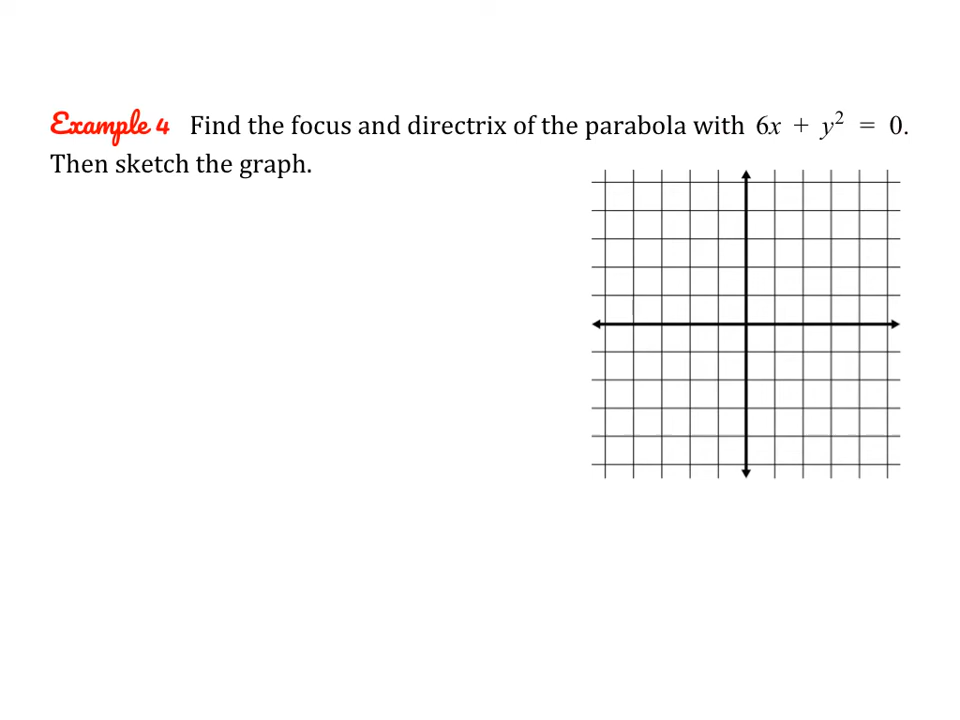 Example 4 Find the focus and directrix of the parabola with 6x + y² = 0.
Then sketch the graph.